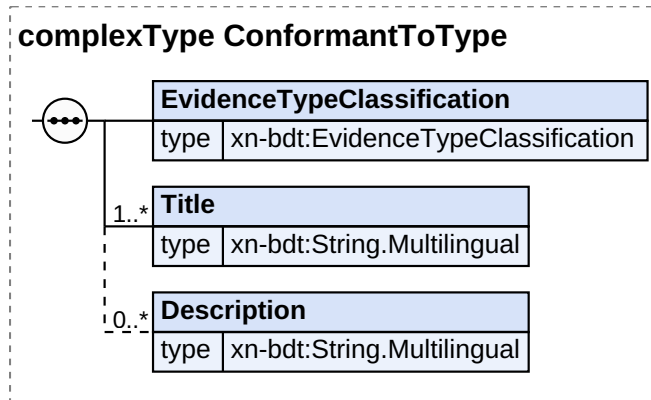 complexType ConformantToType
EvidenceTypeClassification
type xn-bdt:EvidenceTypeClassification
1..* Title
type xn-bdt:String.Multilingual
0..* Description
type xn-bdt:String.Multilingual